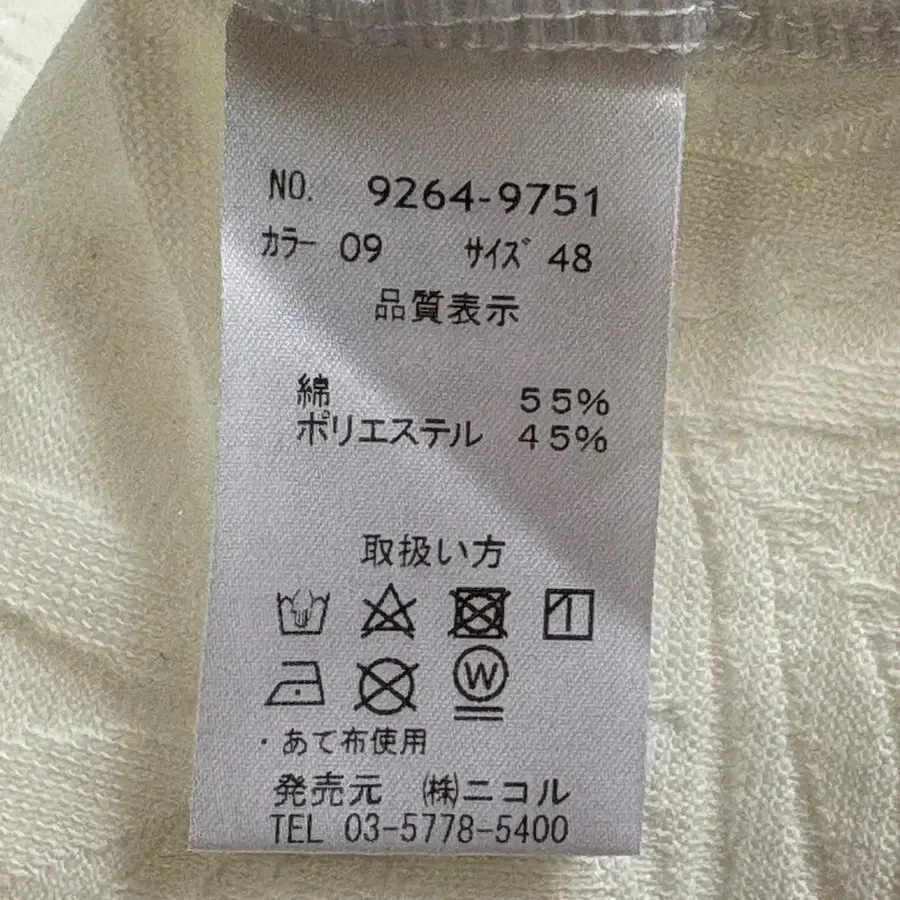 NO. 9264-9751
カラー 09 サイズ 48
品質表示
綿 55%
ポリエステル 45%
取扱い方
W
・あて布使用
発売元 ㈱ニコル
TEL 03-5778-5400